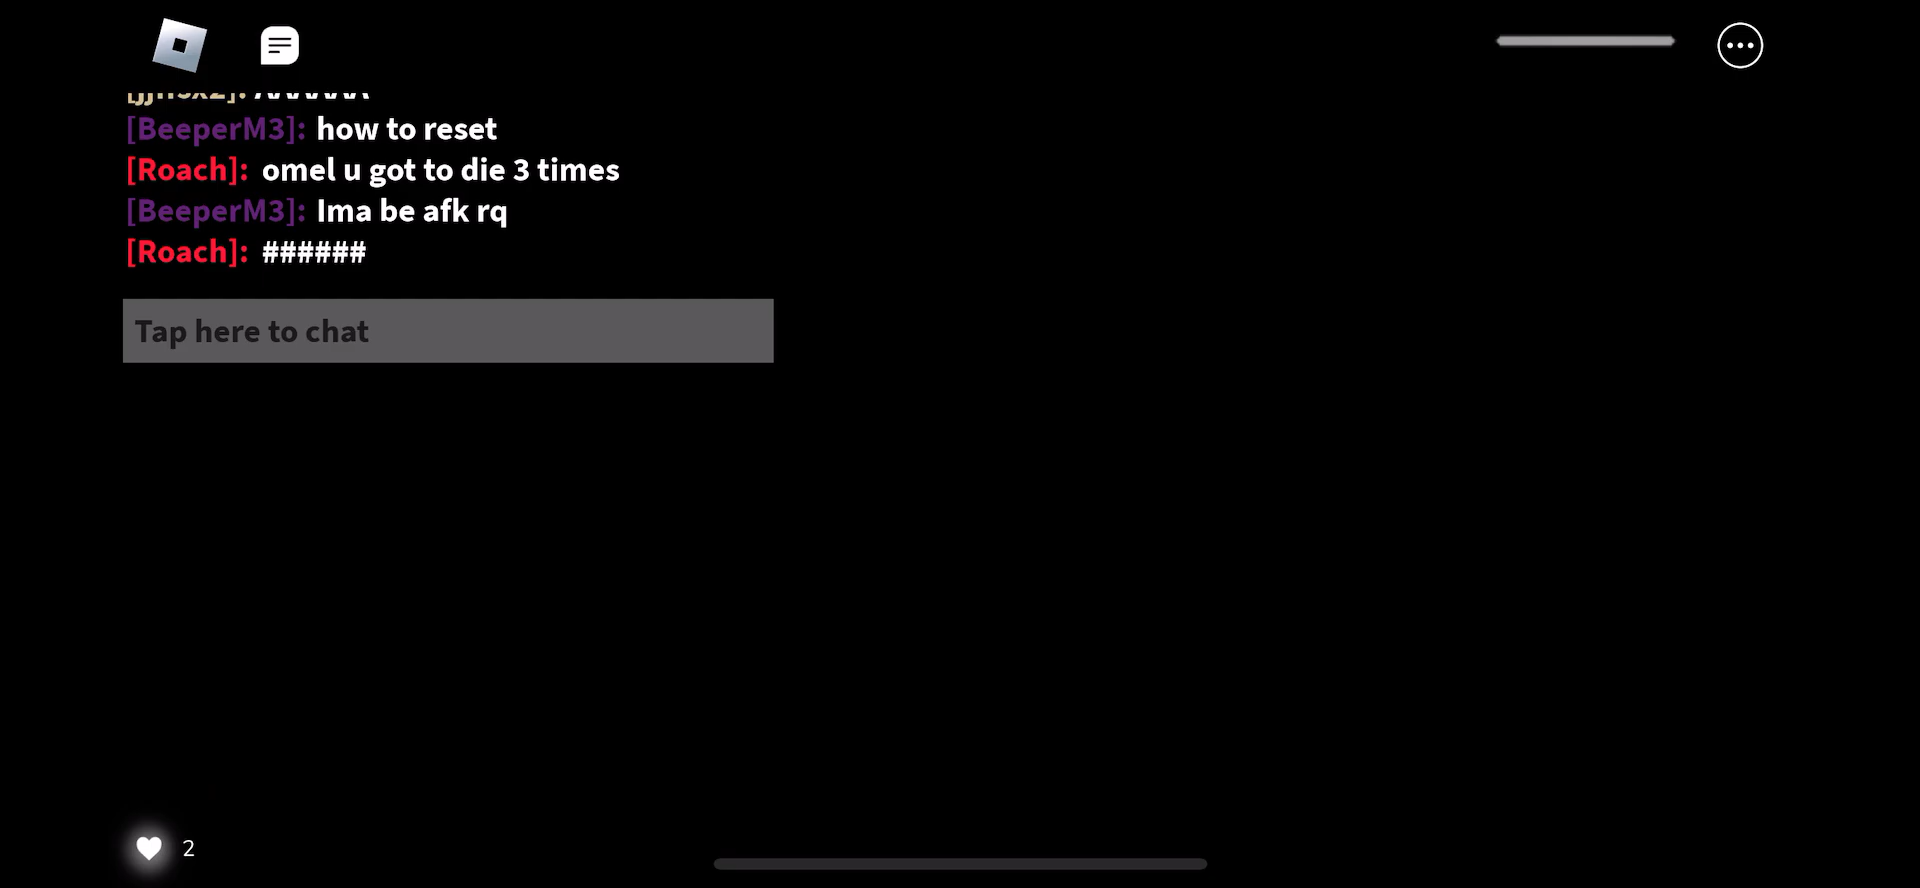 [BeeperM3]: how to reset
[Roach]: omel u got to die 3 times
[BeeperM3]: Ima be afk rq
[Roach]: ######
Tap here to chat
2